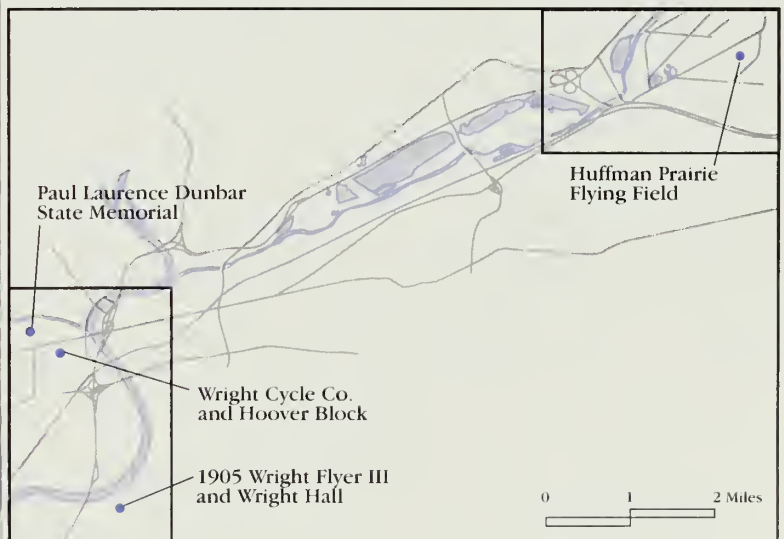 Huffman Prairie
Flying Field
Paul Laurence Dunbar
State Memorial
Wright Cycle Co.
and Hoover Block
1905 Wright Flyer III
and Wright Hall
0 1 2 Miles